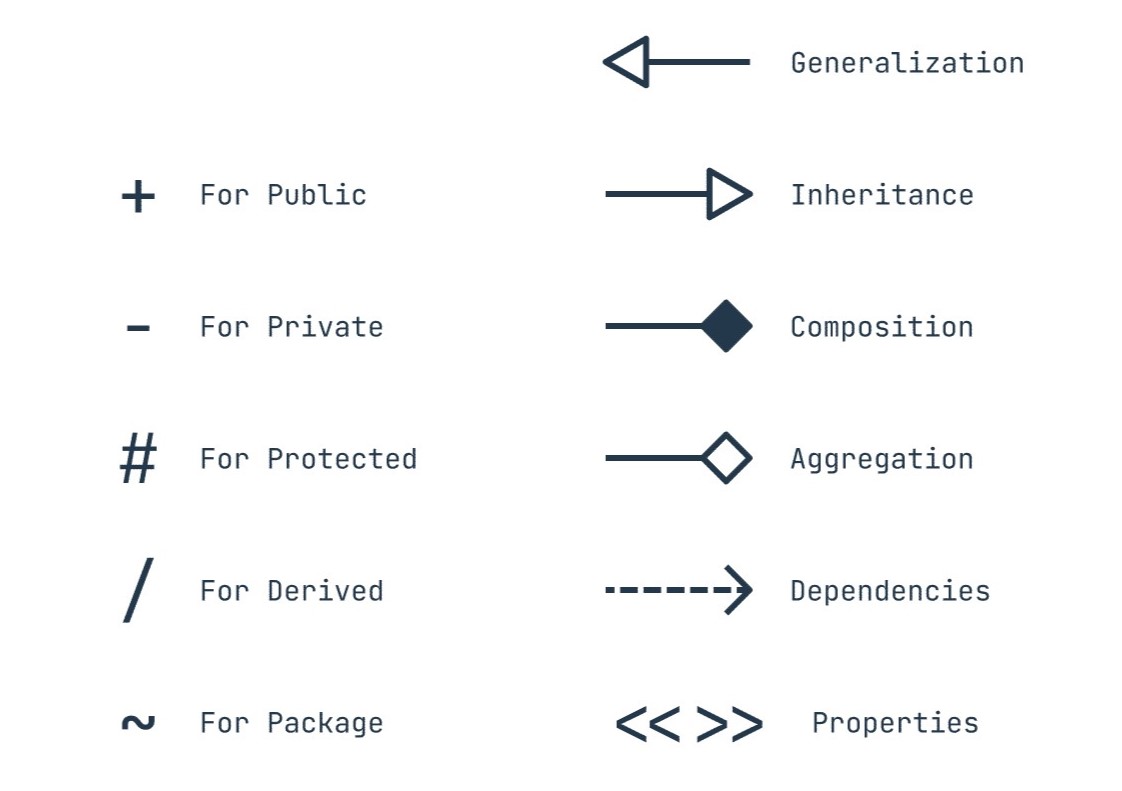 Generalization
+ For Public
Inheritance
- For Private
Composition
# For Protected
Aggregation
/ For Derived
Dependencies
~ For Package
<< >> Properties